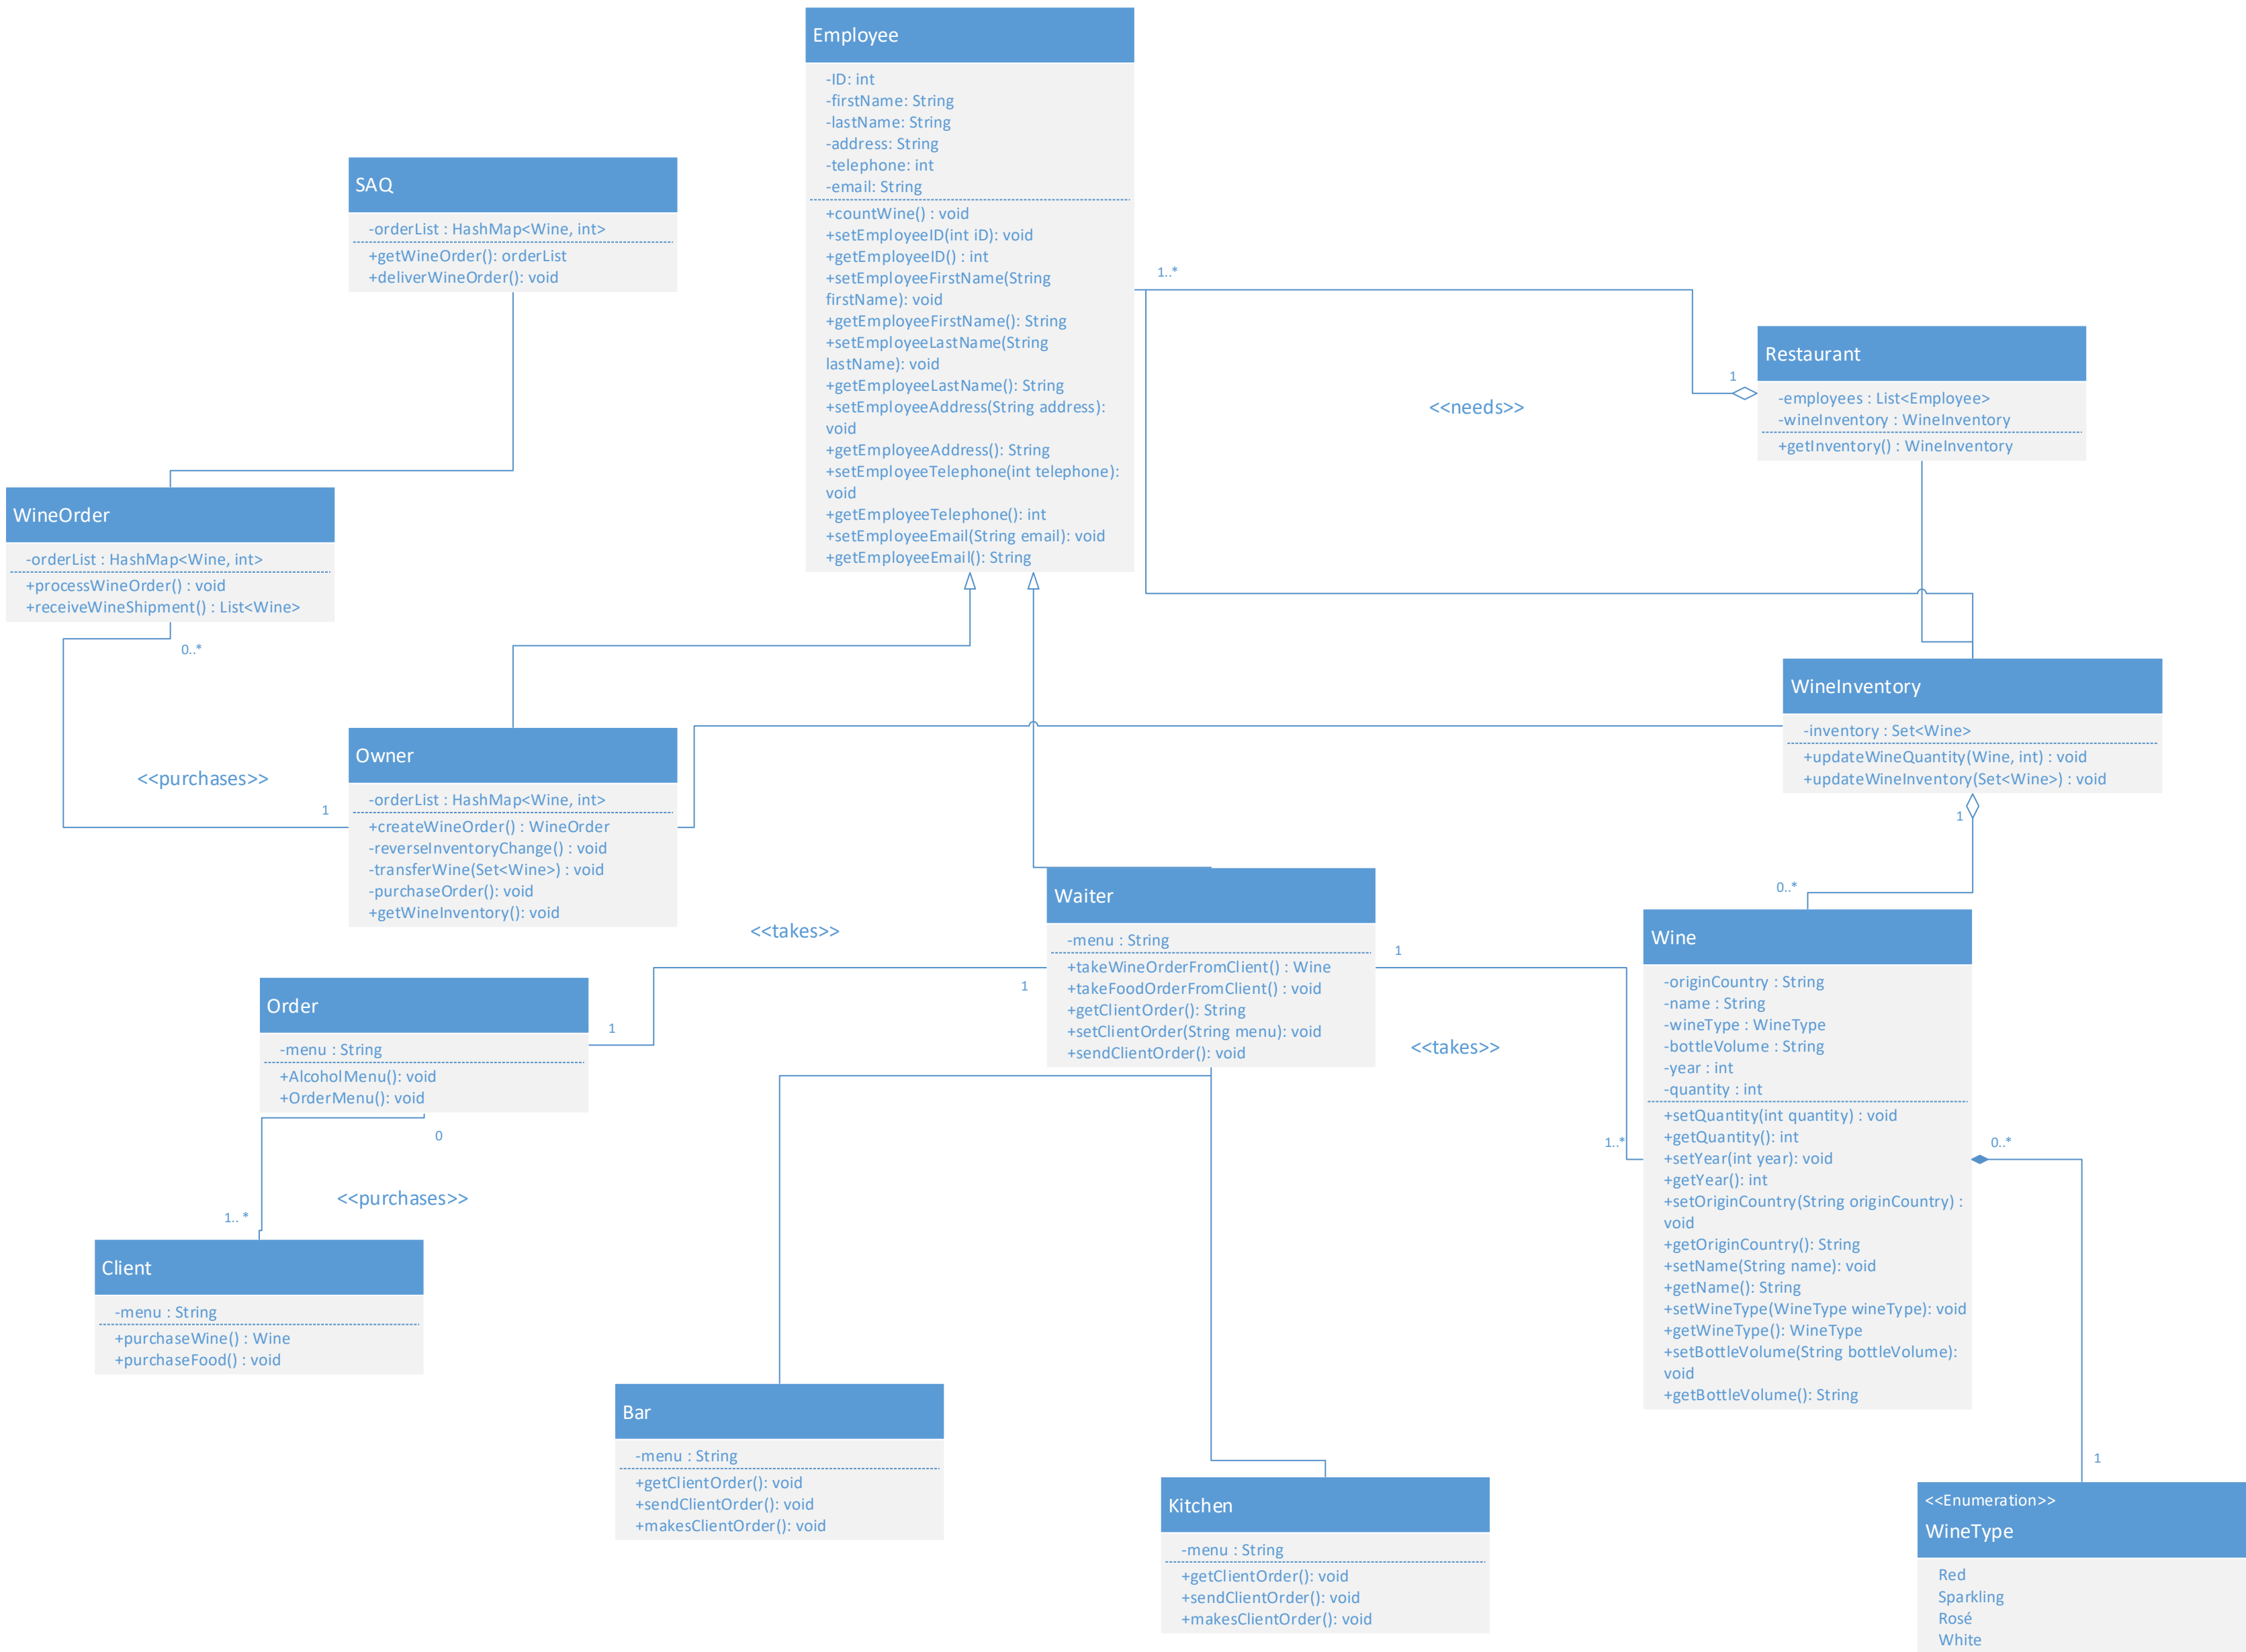 Employee
-ID: int
-firstName: String
-lastName: String
-address: String
-telephone: int
-email: String
+countWine() : void
+setEmployeeID(int iD): void
+getEmployeeID() : int
+setEmployeeFirstName(String
firstName): void
+getEmployeeFirstName(): String
+setEmployeeLastName(String
lastName): void
+getEmployeeLastName(): String
+setEmployeeAddress(String address):
void
+getEmployeeAddress(): String
+setEmployeeTelephone(int telephone):
void
+getEmployeeTelephone(): int
+setEmployeeEmail(String email): void
+getEmployeeEmail(): String
SAQ
-orderList : HashMap<Wine, int>
+getWineOrder(): orderList
+deliverWineOrder(): void
1..*
1
<<needs>>
Restaurant
-employees : List<Employee>
-wineInventory : WineInventory
+getInventory() : WineInventory
WineOrder
-orderList : HashMap<Wine, int>
+processWineOrder() : void
+receiveWineShipment() : List<Wine>
0..*
<<purchases>>
1
Owner
-orderList : HashMap<Wine, int>
+createWineOrder() : WineOrder
-reverseInventoryChange() : void
-transferWine(Set<Wine>) : void
-purchaseOrder(): void
+getWineInventory(): void
WineInventory
-inventory : Set<Wine>
+updateWineQuantity(Wine, int) : void
+updateWineInventory(Set<Wine>) : void
1
0..*
Waiter
-menu : String
+takeWineOrderFromClient() : Wine
+takeFoodOrderFromClient() : void
+getClientOrder(): String
+setClientOrder(String menu): void
+sendClientOrder(): void
<<takes>>
1
1
1
<<takes>>
1..*
Wine
-originCountry : String
-name : String
-wineType : WineType
-bottleVolume : String
-year : int
-quantity : int
+setQuantity(int quantity) : void
+getQuantity(): int
+setYear(int year): void
+getYear(): int
+setOriginCountry(String originCountry) :
void
+getOriginCountry(): String
+setName(String name): void
+getName(): String
+setWineType(WineType wineType): void
+getWineType(): WineType
+setBottleVolume(String bottleVolume):
void
+getBottleVolume(): String
0..*
1
Order
-menu : String
+AlcoholMenu(): void
+OrderMenu(): void
0
<<purchases>>
1.. *
Client
-menu : String
+purchaseWine() : Wine
+purchaseFood() : void
Bar
-menu : String
+getClientOrder(): void
+sendClientOrder(): void
+makesClientOrder(): void
Kitchen
-menu : String
+getClientOrder(): void
+sendClientOrder(): void
+makesClientOrder(): void
<<Enumeration>>
WineType
Red
Sparkling
Rosé
White